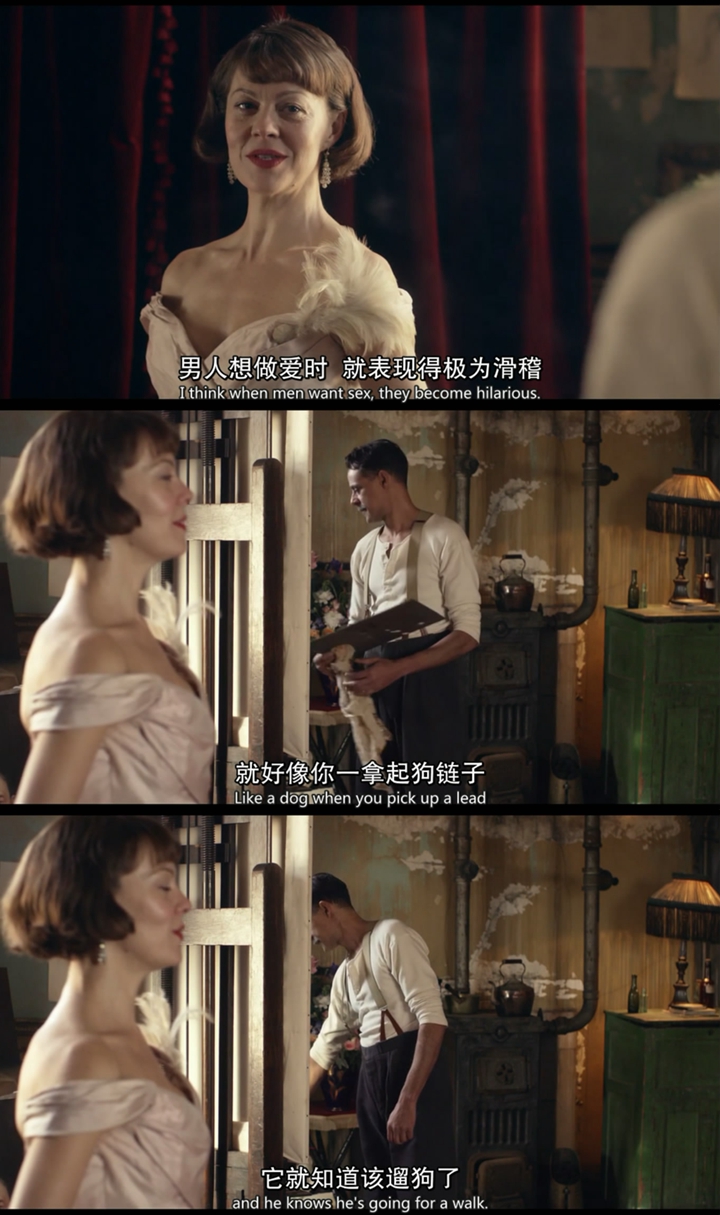 男人想做爱时 就表现得极为滑稽
I think when men want sex, they become hilarious.
就好像你一拿起狗链子
Like a dog when you pick up a lead
它就知道该遛狗了
and he knows he's going for a walk.